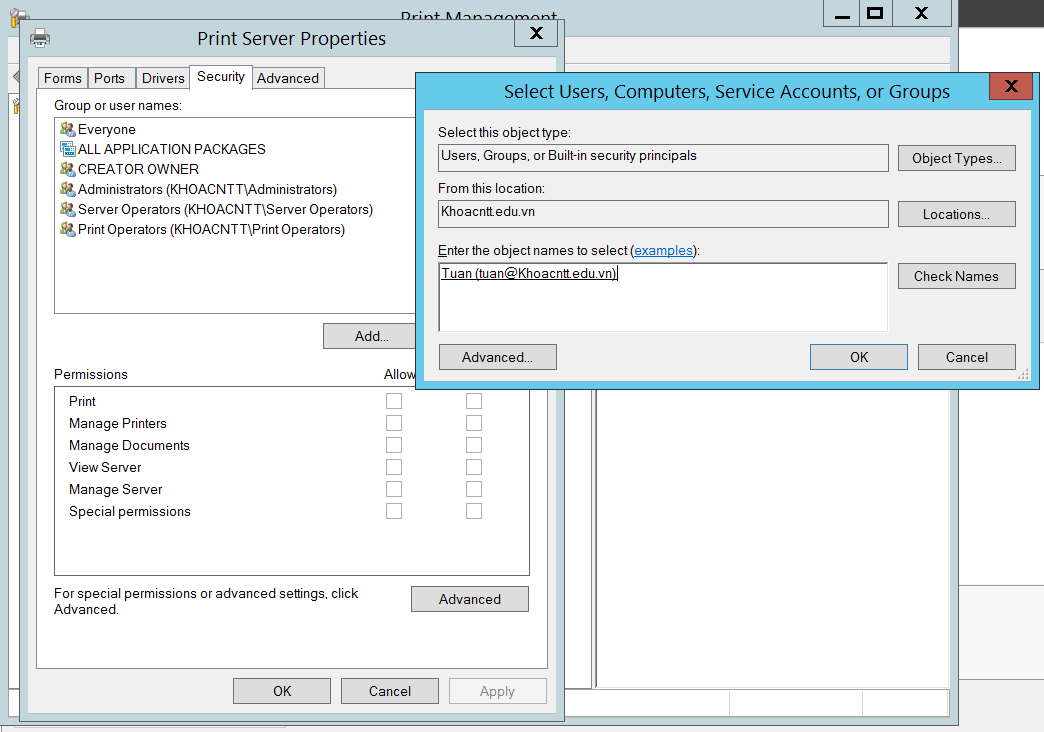 Print Management
Print Server Properties
Forms
Ports
Drivers
Security
Advanced
Group or user names:
Everyone
ALL APPLICATION PACKAGES
CREATOR OWNER
Administrators (KHOACNTT\Administrators)
Server Operators (KHOACNTT\Server Operators)
Print Operators (KHOACNTT\Print Operators)
Add...
Permissions
Allow
Print
Manage Printers
Manage Documents
View Server
Manage Server
Special permissions
For special permissions or advanced settings, click
Advanced.
Advanced
OK
Cancel
Apply
Select Users, Computers, Service Accounts, or Groups
Select this object type:
Users, Groups, or Built-in security principals
Object Types...
From this location:
Khoacntt.edu.vn
Locations...
Enter the object names to select (examples):
Tuan (tuan@Khoacntt.edu.vn)
Check Names
Advanced...
OK
Cancel